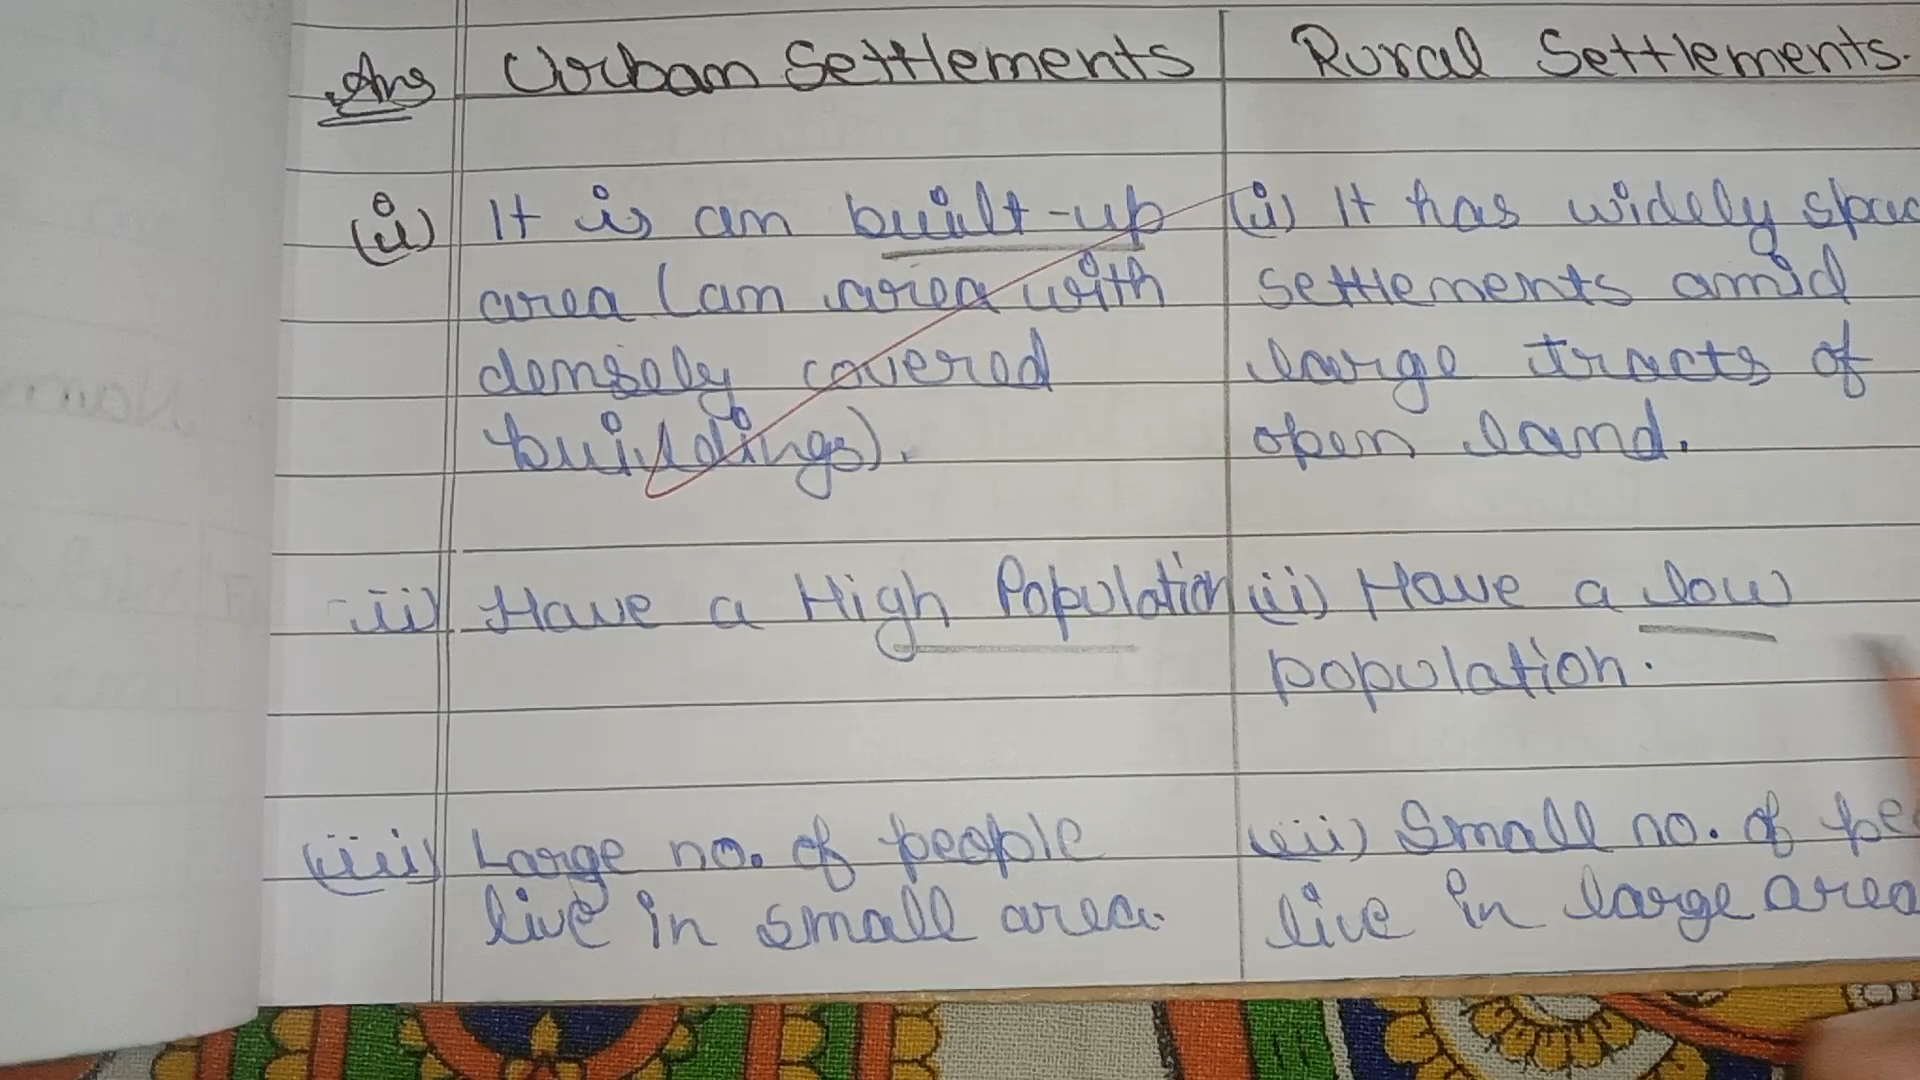 Ans Urban Settlements Rural Settlements.
(i) It is an built-up
area (an area with
densely covered
buildings).
(i) It has widely
settlements amid
large tracts of
open land.
ii) Have a High Population
(ii) Have a low
population.
(iii) Large no. of people
live in small area.
(iii) Small no. of
live in large area